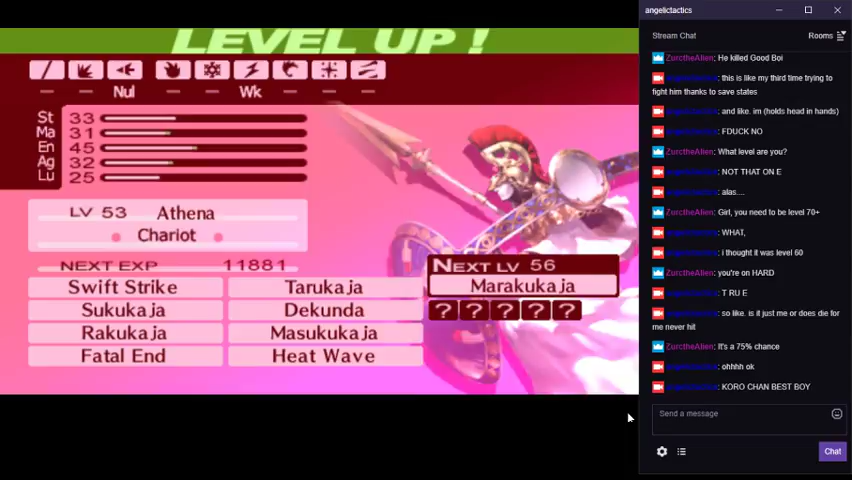 LEVEL UP !
Nul Wk
St 33
Ma 31
En 45
Ag 32
Lu 25
LV 53 Athena
Chariot
NEXT EXP 11881
Swift Strike Tarukaja
Sukukaja Dekunda
Rakukaja Masukukaja
Fatal End Heat Wave
NEXT LV 56
Marakukaja
? ? ? ? ?
angelictactics
Stream Chat Rooms
ZurctheAlien: He killed Good Boi
: this is like my third time trying to
fight him thanks to save states
: and like. im (holds head in hands)
: FDUCK NO
ZurctheAlien: What level are you?
: NOT THAT ON E
: alas....
ZurctheAlien: Girl, you need to be level 70+
: WHAT,
: i thought it was level 60
ZurctheAlien: you're on HARD
: T RU E
: so like. is it just me or does die for
me never hit
ZurctheAlien: It's a 75% chance
: ohhhh ok
: KORO CHAN BEST BOY
Send a message
Chat